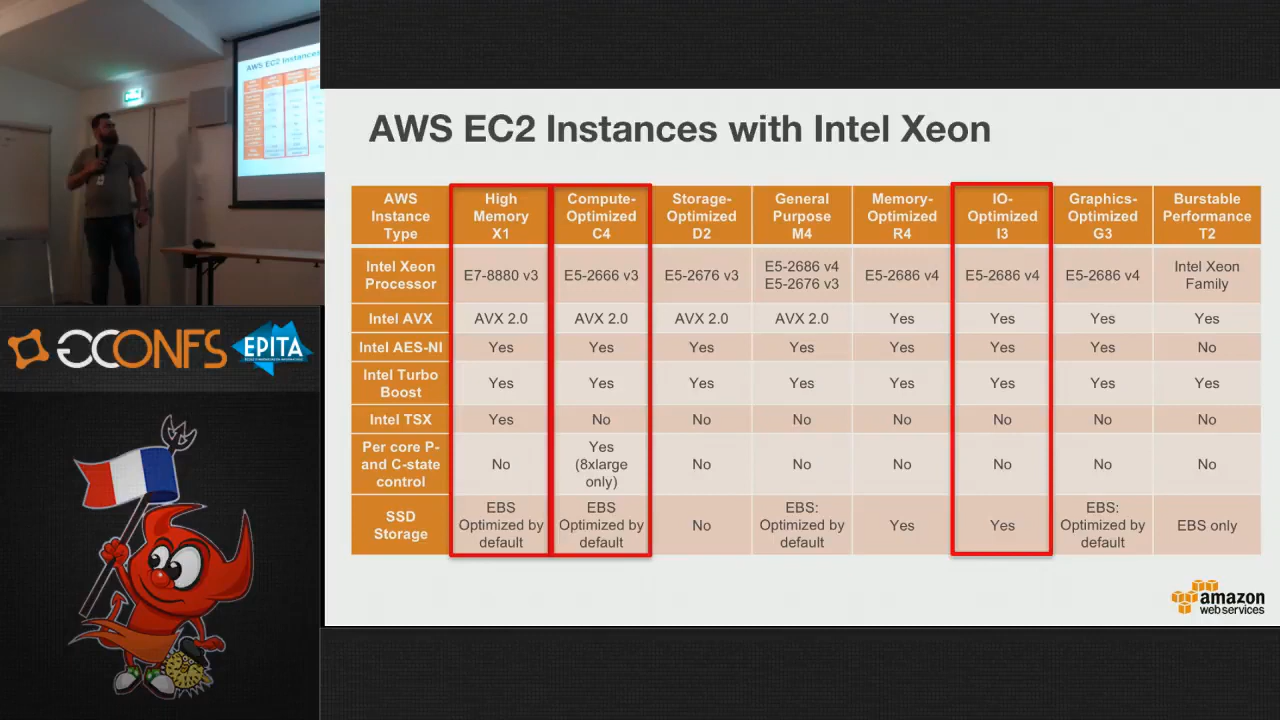 AWS EC2 Instances
GCONFS
EPITA
AWS EC2 Instances with Intel Xeon
AWS Instance Type High Memory X1 Compute-Optimized C4 Storage-Optimized D2 General Purpose M4 Memory-Optimized R4 IO-Optimized I3 Graphics-Optimized G3 Burstable Performance T2
Intel Xeon Processor E7-8880 v3 E5-2666 v3 E5-2676 v3 E5-2686 v4 E5-2676 v3 E5-2686 v4 E5-2686 v4 E5-2686 v4 Intel Xeon Family
Intel AVX AVX 2.0 AVX 2.0 AVX 2.0 AVX 2.0 Yes Yes Yes Yes
Intel AES-NI Yes Yes Yes Yes Yes Yes Yes No
Intel Turbo Boost Yes Yes Yes Yes Yes Yes Yes Yes
Intel TSX Yes No No No No No No No
Per core P- and C-state control No Yes (8xlarge only) No No No No No No
SSD Storage EBS Optimized by default EBS Optimized by default No EBS: Optimized by default Yes Yes EBS: Optimized by default EBS only
amazon
web services